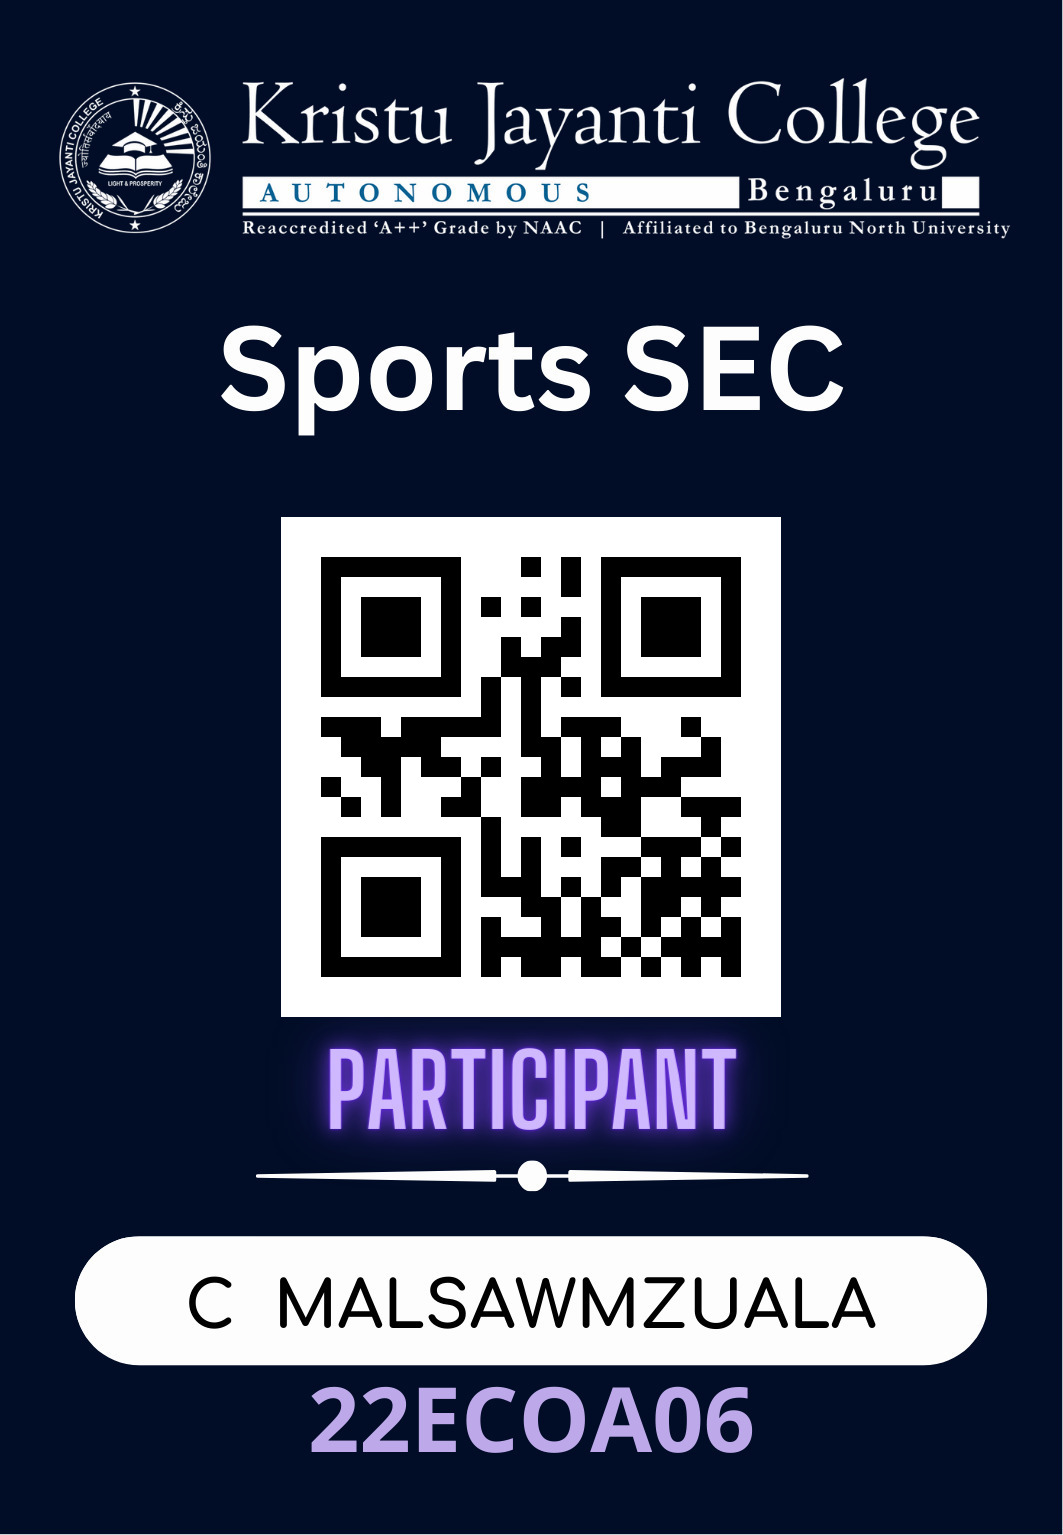 Kristu Jayanti College
AUTONOMOUS Bengaluru
Reaccredited ‘A++’ Grade by NAAC | Affiliated to Bengaluru North University
KRISTU JAYANTI COLLEGE
LIGHT & PROSPERITY
Sports SEC
PARTICIPANT
C MALSAWMZUALA
22ECOA06